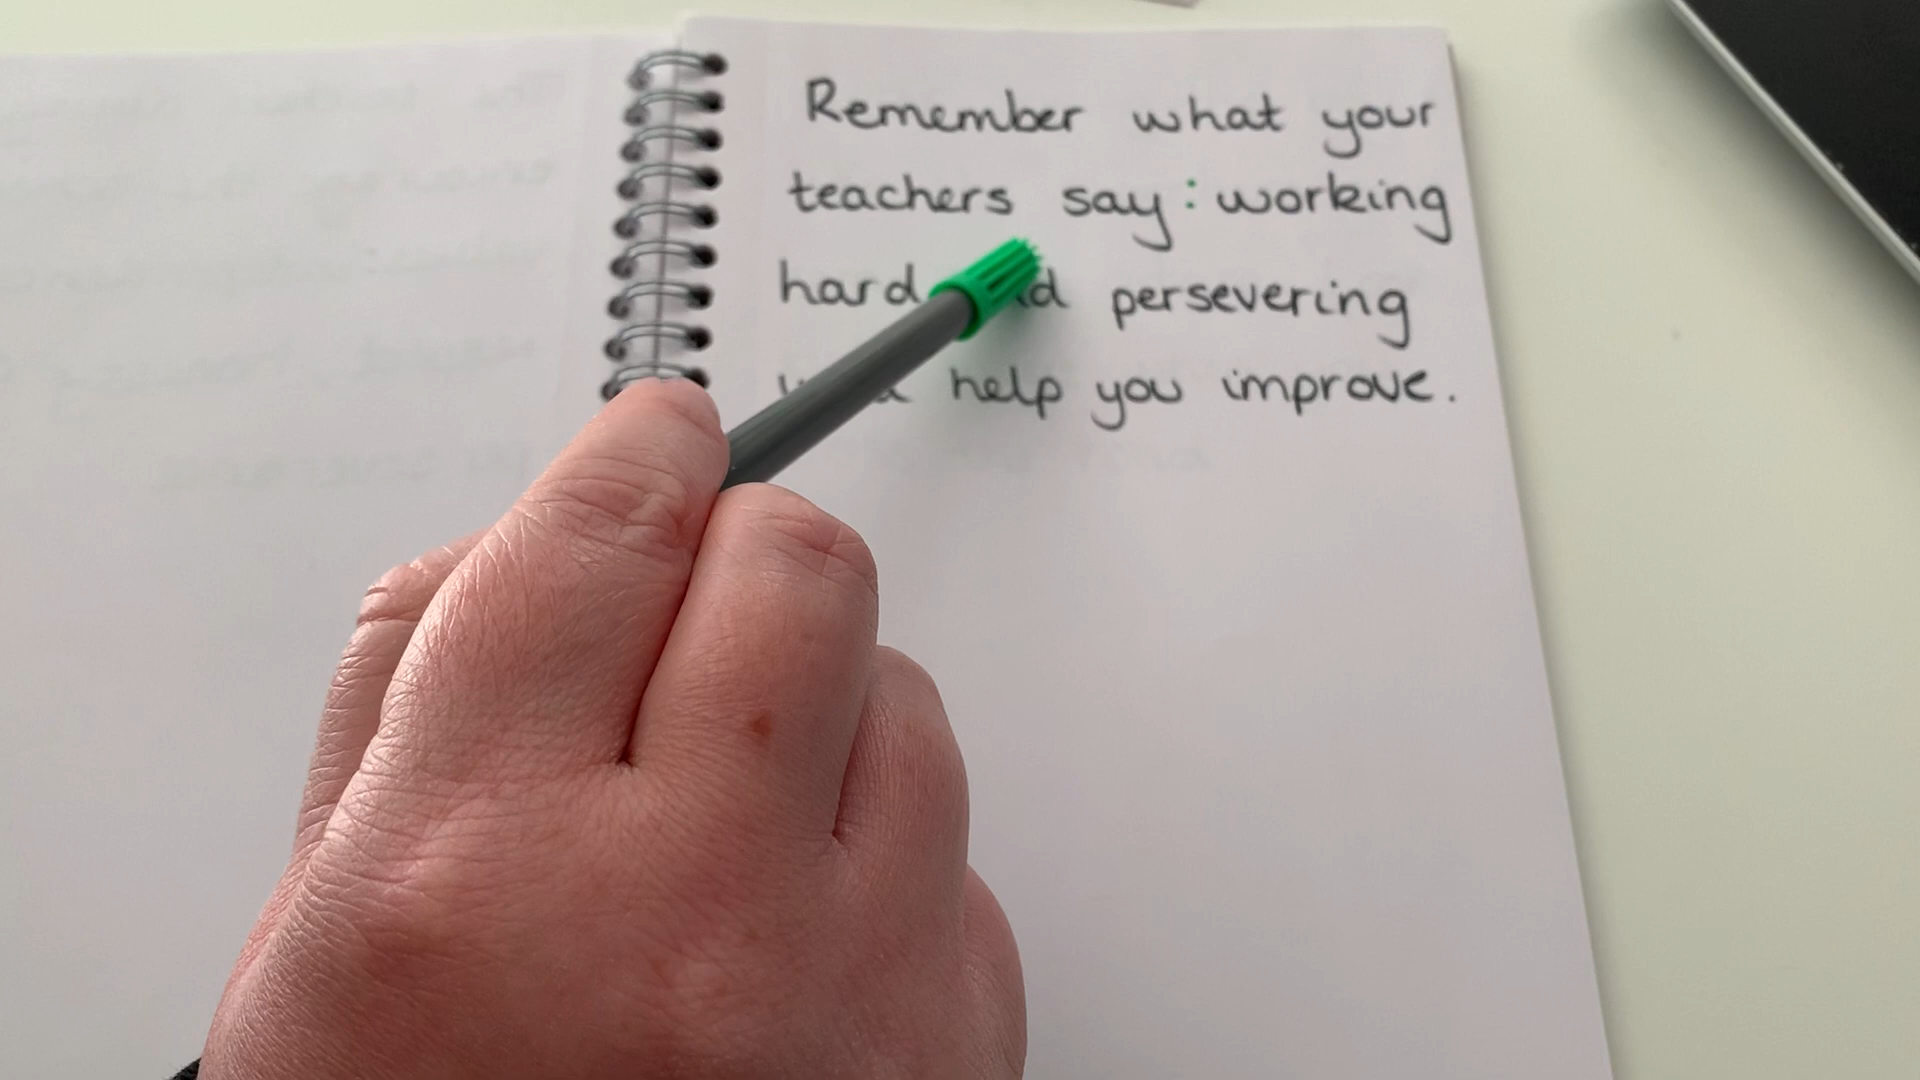 Remember what your
teachers say: working
hard persevering
help you improve.